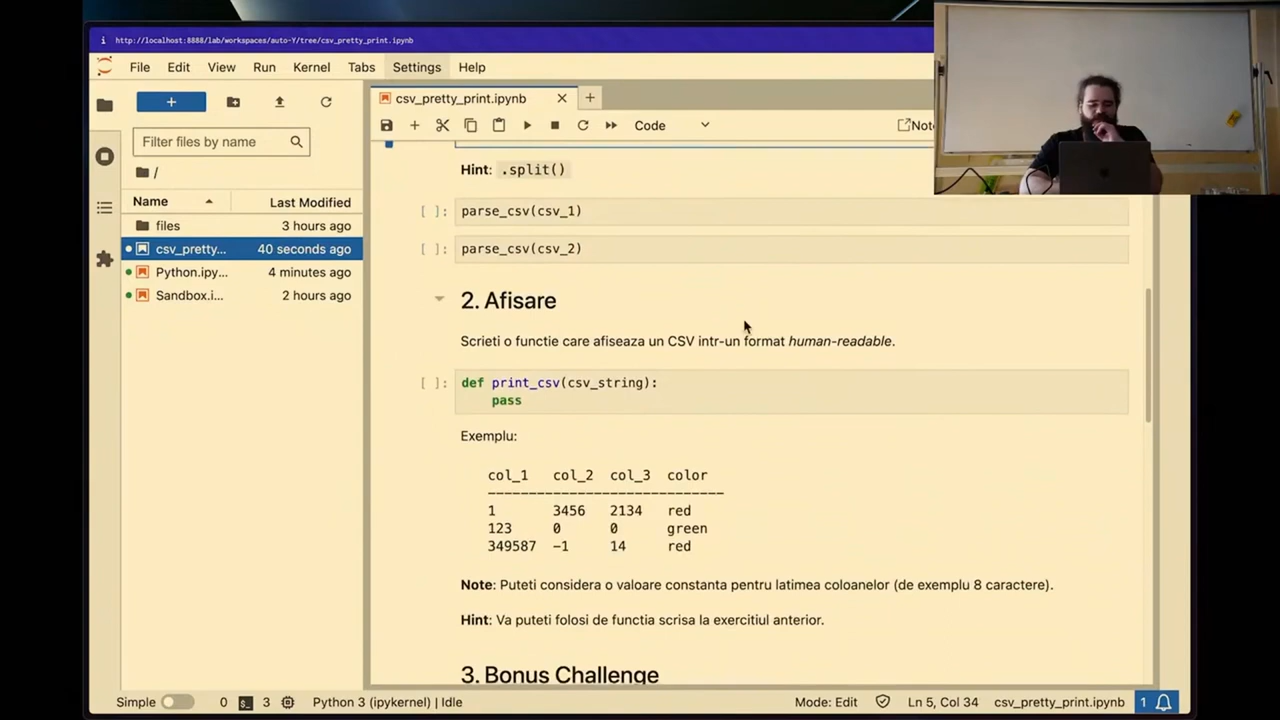 http://localhost:8888/lab/workspaces/auto-Y/tree/csv_pretty_print.ipynb
File Edit View Run Kernel Tabs Settings Help
csv_pretty_print.ipynb
Code
Filter files by name
/
Name Last Modified
files 3 hours ago
csv_pretty... 40 seconds ago
Python.ipy... 4 minutes ago
Sandbox.i... 2 hours ago
Hint: .split()
[ ]: parse_csv(csv_1)
[ ]: parse_csv(csv_2)
2. Afisare
Scrieti o functie care afiseaza un CSV intr-un format human-readable.
[ ]: def print_csv(csv_string):
pass
Exemplu:
col_1 col_2 col_3 color
-----------------------------
1 3456 2134 red
123 0 0 green
349587 -1 14 red
Note: Puteti considera o valoare constanta pentru latimea coloanelor (de exemplu 8 caractere).
Hint: Va puteti folosi de functia scrisa la exercitiul anterior.
3. Bonus Challenge
Simple 0 3 Python 3 (ipykernel) | Idle Mode: Edit Ln 5, Col 34 csv_pretty_print.ipynb 1